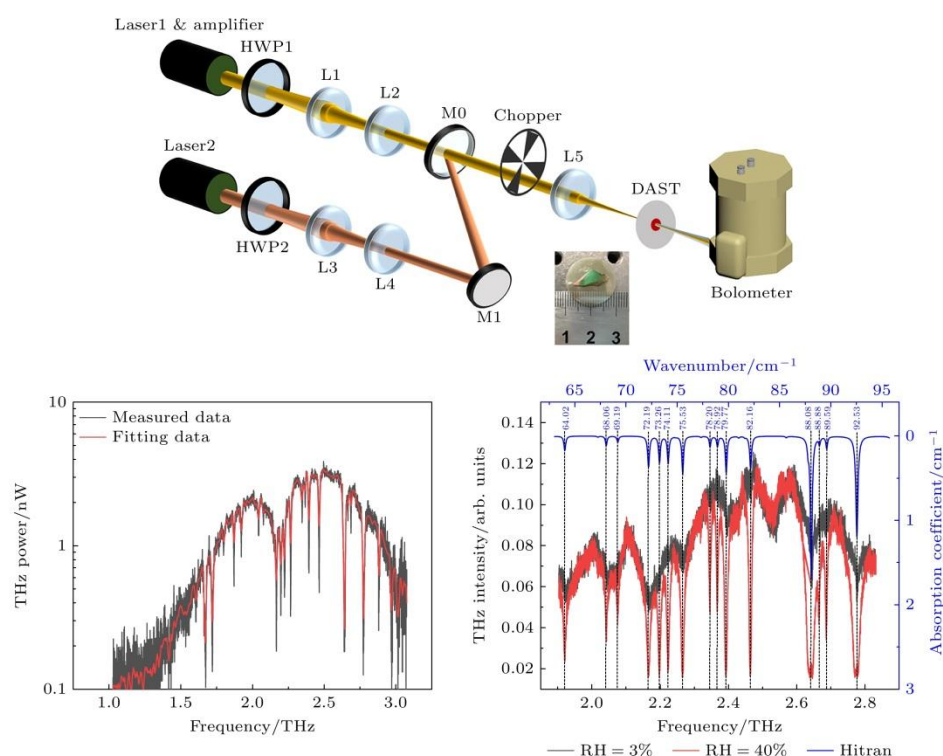 Laser1 & amplifier
HWP1
L1
L2
M0
Chopper
L5
DAST
Laser2
HWP2
L3
L4
M1
Bolometer
1 2 3
10
1
0.1
THz power/nW
Measured data
Fitting data
1.0 1.5 2.0 2.5 3.0
Frequency/THz
Wavenumber/cm⁻¹
65 70 75 80 85 90 95
64.02 68.06 69.19 72.19 73.26 74.11 75.53 78.20 78.92 79.77 82.16 88.08 88.88 89.59 92.53
0.14
0.12
0.10
0.08
0.06
0.04
0.02
THz intensity/arb. units
0
1
2
3
Absorption coefficient/cm⁻¹
2.0 2.2 2.4 2.6 2.8
Frequency/THz
RH = 3% RH = 40% Hitran